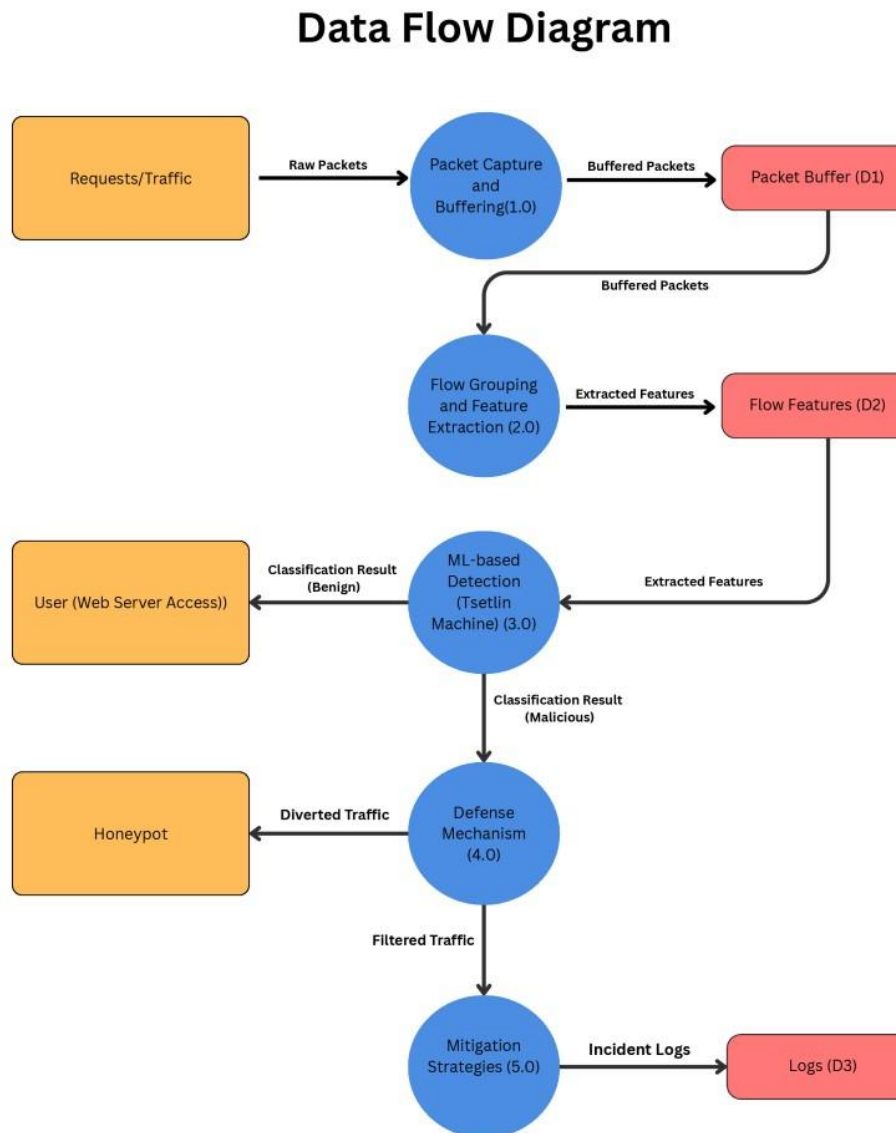 Data Flow Diagram
Requests/Traffic
Raw Packets
Packet Capture
and
Buffering(1.0)
Buffered Packets
Packet Buffer (D1)
Buffered Packets
Flow Grouping
and Feature
Extraction (2.0)
Extracted Features
Flow Features (D2)
User (Web Server Access))
Classification Result
(Benign)
ML-based
Detection
(Tsetlin
Machine) (3.0)
Extracted Features
Classification Result
(Malicious)
Honeypot
Diverted Traffic
Defense
Mechanism
(4.0)
Filtered Traffic
Mitigation
Strategies (5.0)
Incident Logs
Logs (D3)